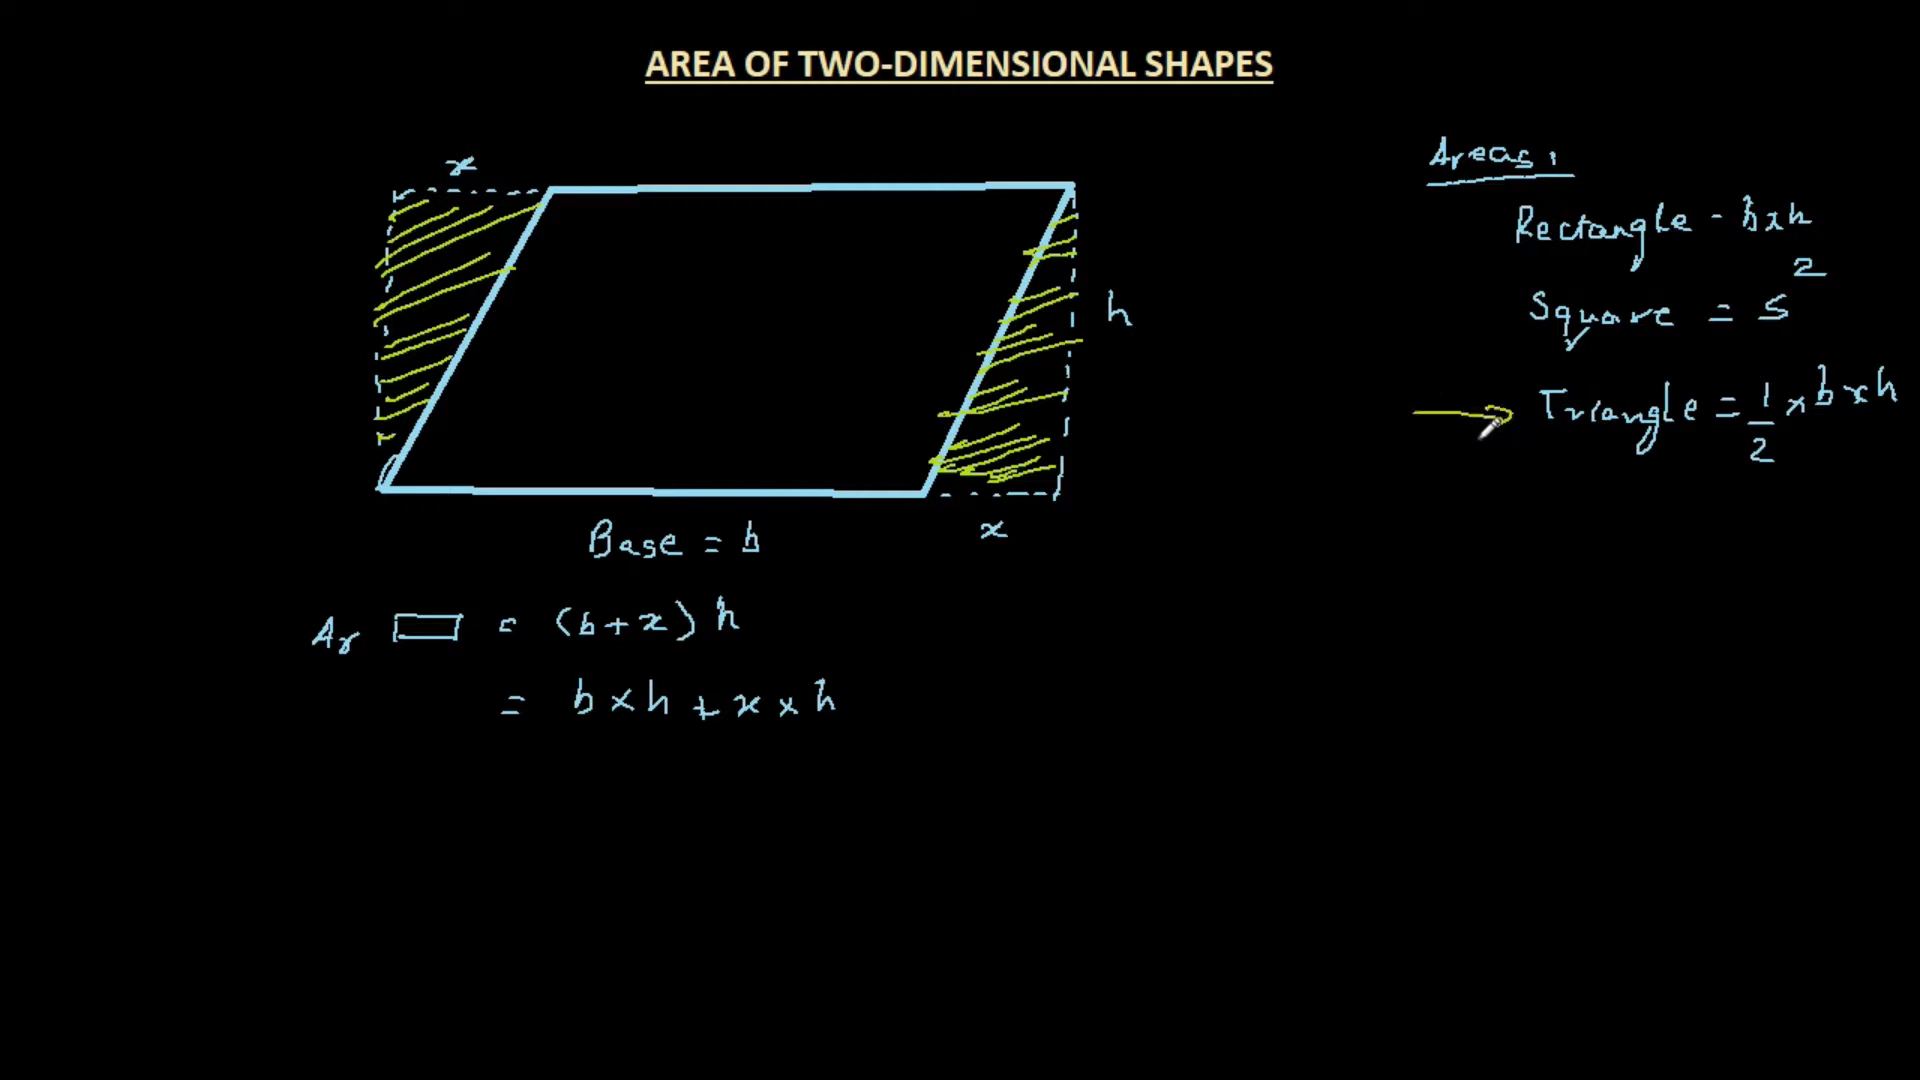 AREA OF TWO-DIMENSIONAL SHAPES
x
h
Base = b
x
Ar ▭ = (b+x) h
= b × h + x × h
Areas:
Rectangle - b×h
Square = s²
Triangle = 1/2 × b × h